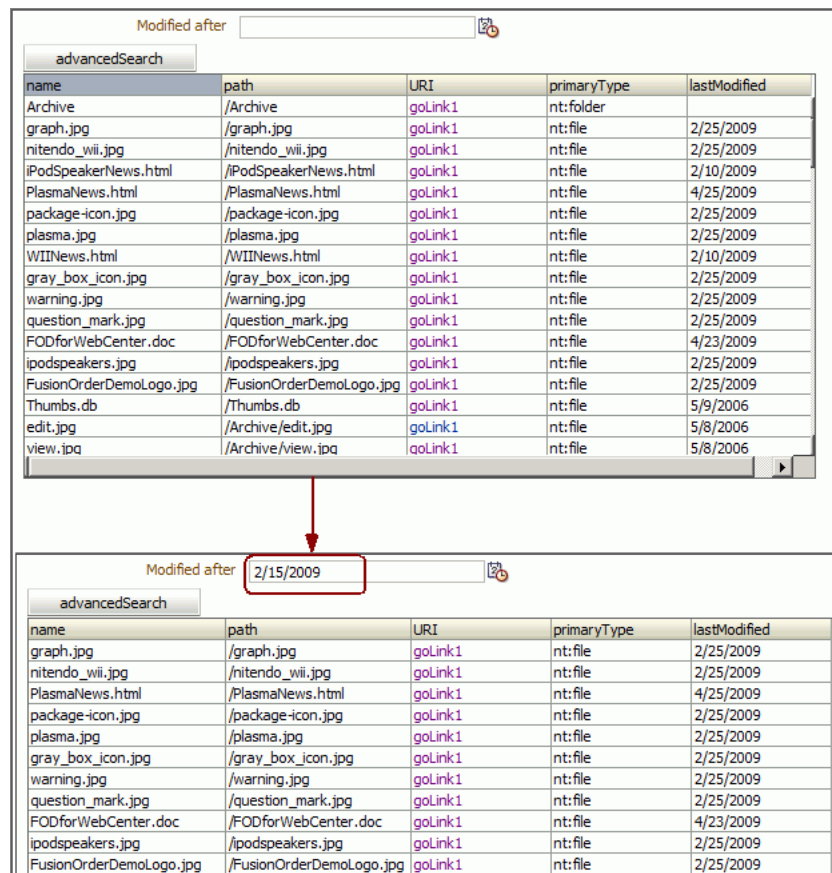 Modified after
advancedSearch
name path URI primaryType lastModified
Archive /Archive goLink1 nt:folder
graph.jpg /graph.jpg goLink1 nt:file 2/25/2009
nitendo_wii.jpg /nitendo_wii.jpg goLink1 nt:file 2/25/2009
iPodSpeakerNews.html /iPodSpeakerNews.html goLink1 nt:file 2/10/2009
PlasmaNews.html /PlasmaNews.html goLink1 nt:file 4/25/2009
package-icon.jpg /package-icon.jpg goLink1 nt:file 2/25/2009
plasma.jpg /plasma.jpg goLink1 nt:file 2/25/2009
WIINews.html /WIINews.html goLink1 nt:file 2/10/2009
gray_box_icon.jpg /gray_box_icon.jpg goLink1 nt:file 2/25/2009
warning.jpg /warning.jpg goLink1 nt:file 2/25/2009
question_mark.jpg /question_mark.jpg goLink1 nt:file 2/25/2009
FODforWebCenter.doc /FODforWebCenter.doc goLink1 nt:file 4/23/2009
ipodspeakers.jpg /ipodspeakers.jpg goLink1 nt:file 2/25/2009
FusionOrderDemoLogo.jpg /FusionOrderDemoLogo.jpg goLink1 nt:file 2/25/2009
Thumbs.db /Thumbs.db goLink1 nt:file 5/9/2006
edit.jpg /Archive/edit.jpg goLink1 nt:file 5/8/2006
view.jpg /Archive/view.jpg goLink1 nt:file 5/8/2006
Modified after 2/15/2009
advancedSearch
name path URI primaryType lastModified
graph.jpg /graph.jpg goLink1 nt:file 2/25/2009
nitendo_wii.jpg /nitendo_wii.jpg goLink1 nt:file 2/25/2009
PlasmaNews.html /PlasmaNews.html goLink1 nt:file 4/25/2009
package-icon.jpg /package-icon.jpg goLink1 nt:file 2/25/2009
plasma.jpg /plasma.jpg goLink1 nt:file 2/25/2009
gray_box_icon.jpg /gray_box_icon.jpg goLink1 nt:file 2/25/2009
warning.jpg /warning.jpg goLink1 nt:file 2/25/2009
question_mark.jpg /question_mark.jpg goLink1 nt:file 2/25/2009
FODforWebCenter.doc /FODforWebCenter.doc goLink1 nt:file 4/23/2009
ipodspeakers.jpg /ipodspeakers.jpg goLink1 nt:file 2/25/2009
FusionOrderDemoLogo.jpg /FusionOrderDemoLogo.jpg goLink1 nt:file 2/25/2009